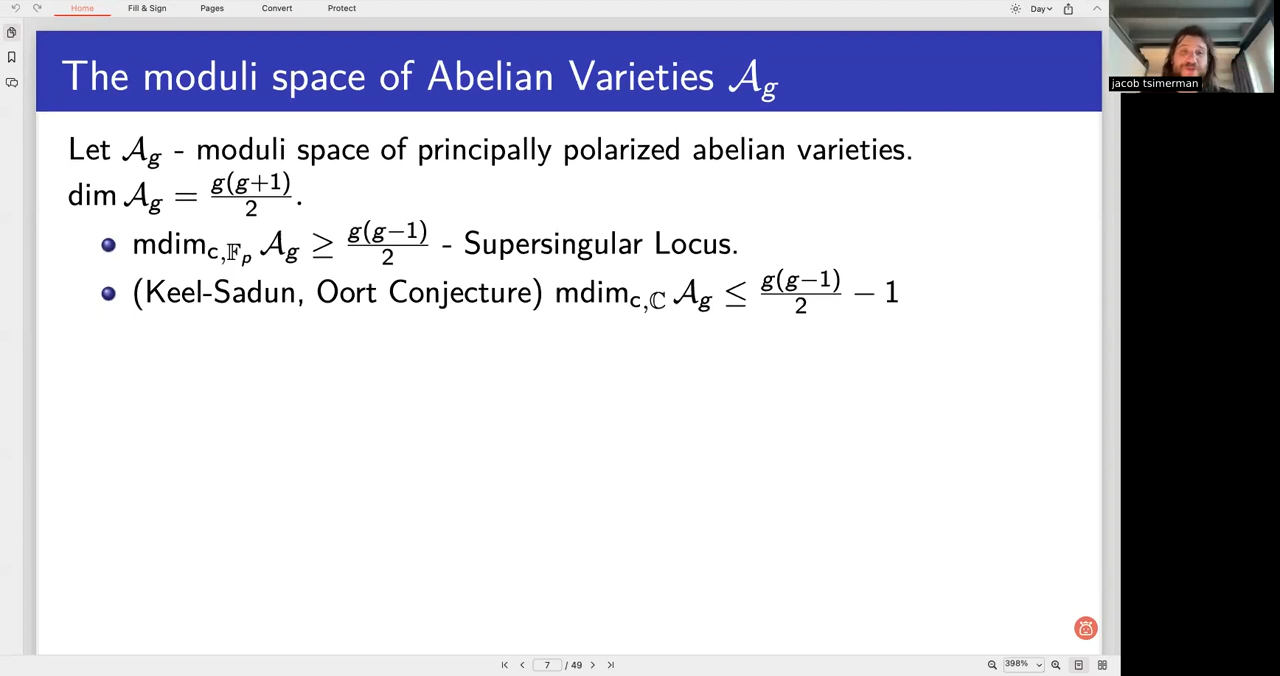 Home Fill & Sign Pages Convert Protect Day
The moduli space of Abelian Varieties 𝒜_g
jacob tsimerman
Let 𝒜_g - moduli space of principally polarized abelian varieties.
dim 𝒜_g = g(g+1)/2.
mdim_{c,𝔽_p} 𝒜_g ≥ g(g−1)/2 - Supersingular Locus.
(Keel-Sadun, Oort Conjecture) mdim_{c,ℂ} 𝒜_g ≤ g(g−1)/2 − 1
7 / 49 398%